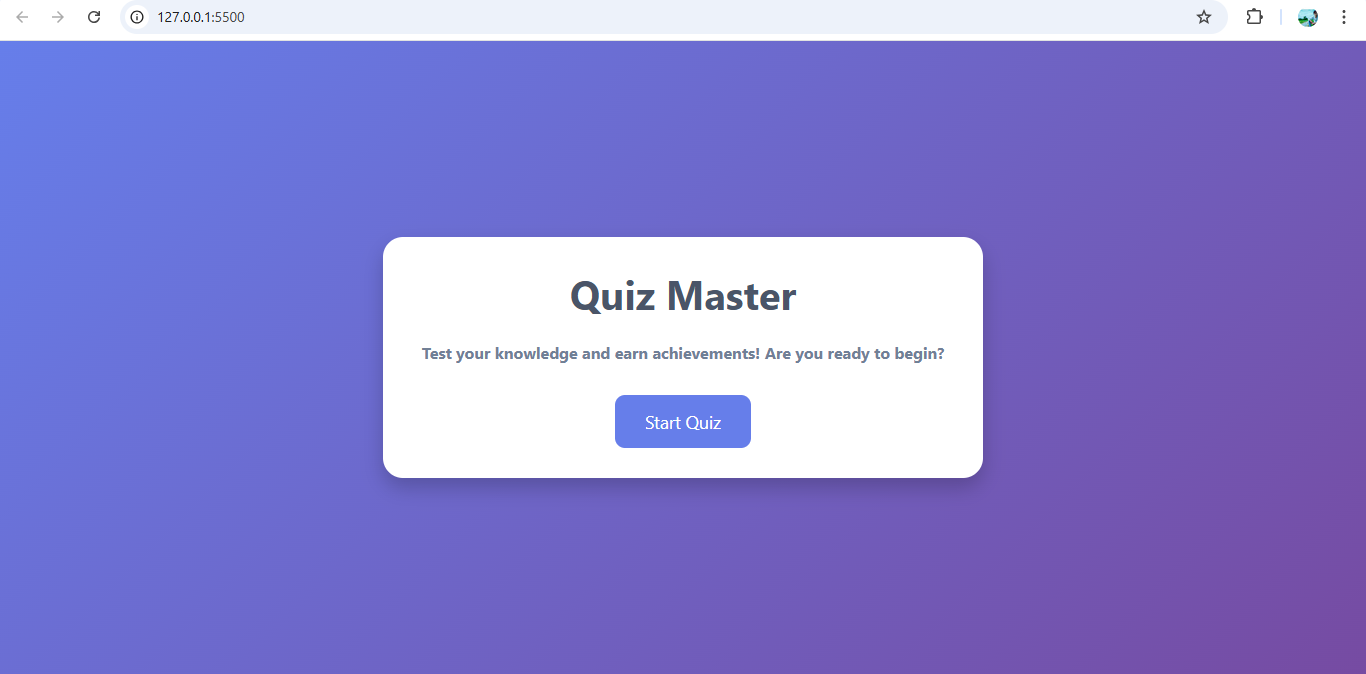 127.0.0.1:5500
Quiz Master
Test your knowledge and earn achievements! Are you ready to begin?
Start Quiz